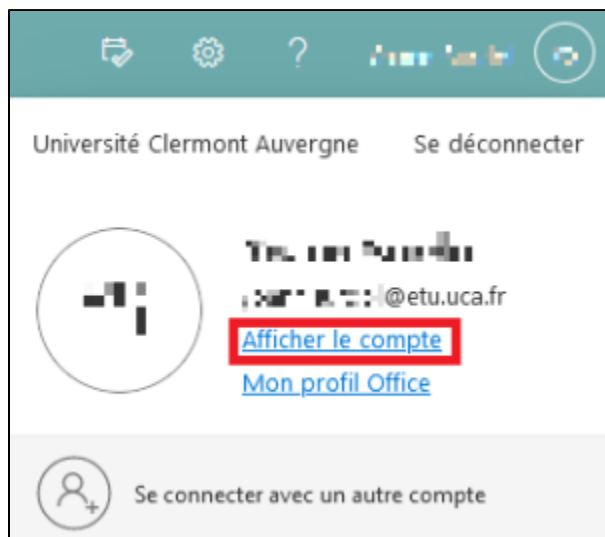 ?
Université Clermont Auvergne Se déconnecter
@etu.uca.fr
Afficher le compte
Mon profil Office
Se connecter avec un autre compte